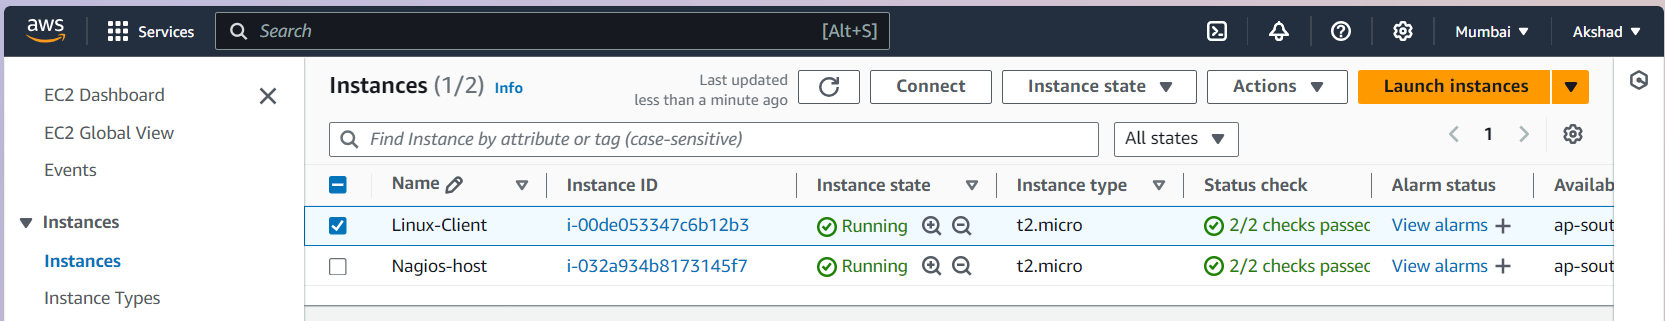 aws Services Search [Alt+S] Mumbai Akshad
EC2 Dashboard
EC2 Global View
Events
Instances
Instances
Instance Types
Instances (1/2) Info
Last updated
less than a minute ago
Connect Instance state Actions Launch instances
Find Instance by attribute or tag (case-sensitive) All states 1
Name Instance ID Instance state Instance type Status check Alarm status Availab
Linux-Client i-00de053347c6b12b3 Running t2.micro 2/2 checks passec View alarms + ap-sout
Nagios-host i-032a934b8173145f7 Running t2.micro 2/2 checks passec View alarms + ap-sout